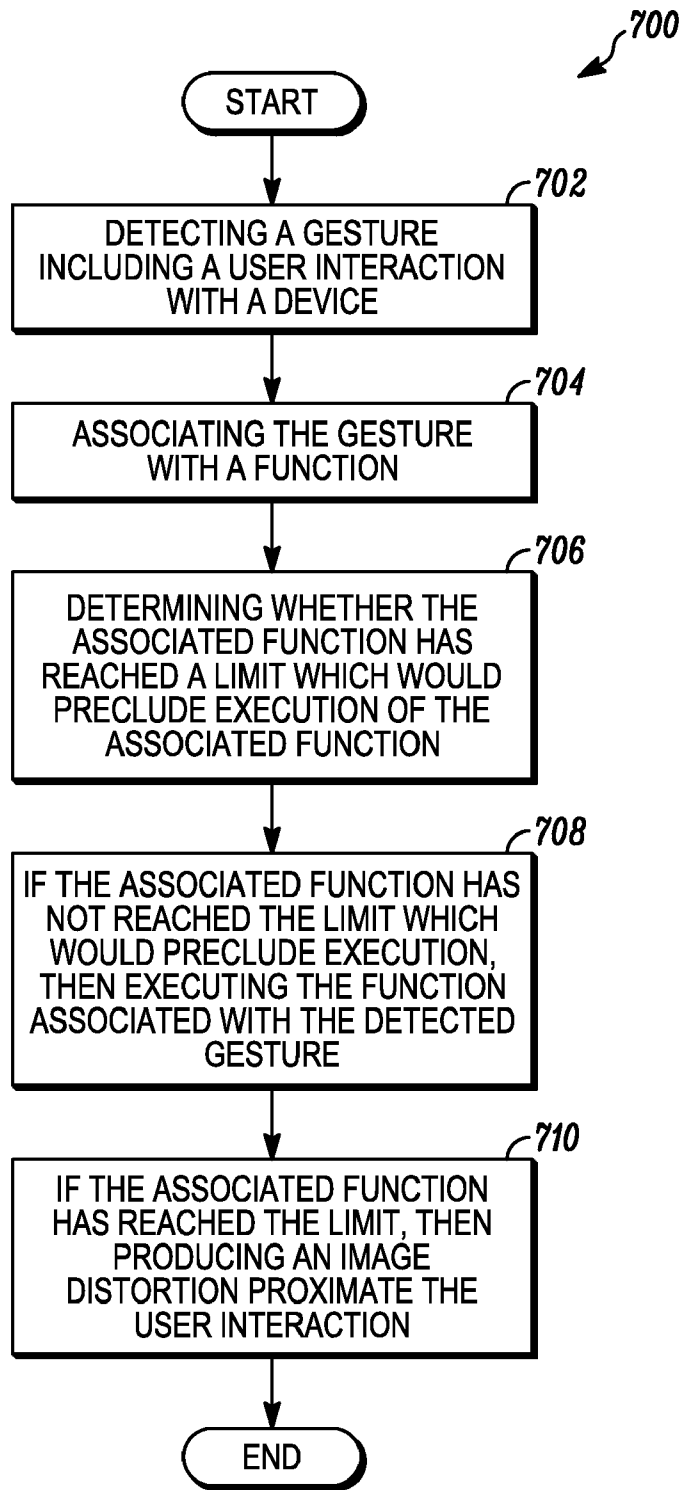 700
START
702
DETECTING A GESTURE
INCLUDING A USER INTERACTION
WITH A DEVICE
704
ASSOCIATING THE GESTURE
WITH A FUNCTION
706
DETERMINING WHETHER THE
ASSOCIATED FUNCTION HAS
REACHED A LIMIT WHICH WOULD
PRECLUDE EXECUTION OF THE
ASSOCIATED FUNCTION
708
IF THE ASSOCIATED FUNCTION HAS
NOT REACHED THE LIMIT WHICH
WOULD PRECLUDE EXECUTION,
THEN EXECUTING THE FUNCTION
ASSOCIATED WITH THE DETECTED
GESTURE
710
IF THE ASSOCIATED FUNCTION
HAS REACHED THE LIMIT, THEN
PRODUCING AN IMAGE
DISTORTION PROXIMATE THE
USER INTERACTION
END